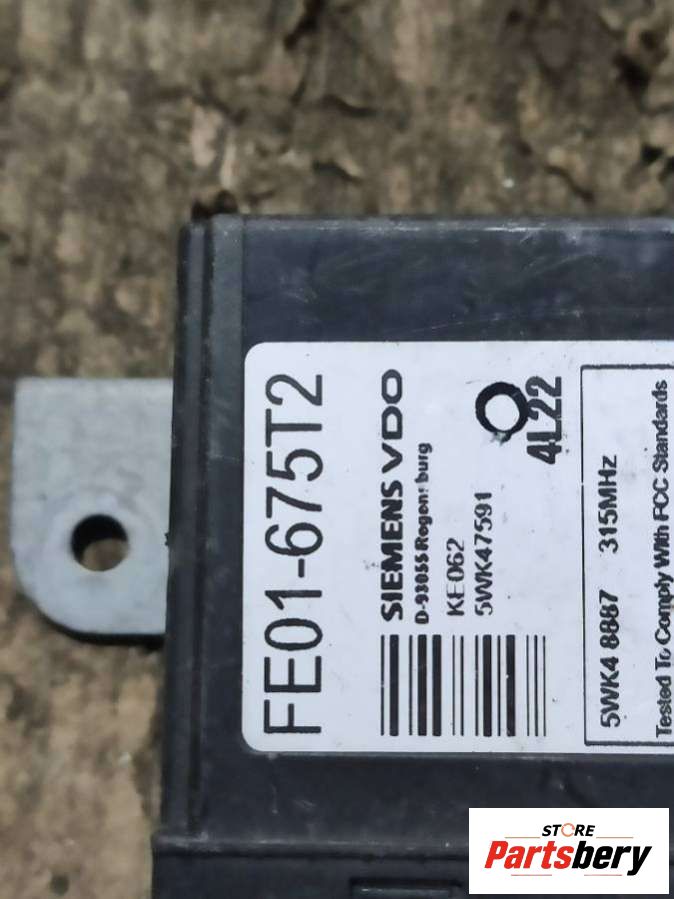 FE01-675T2
SIEMENS VDO
D-93055 Regensburg
KE062
5WK47591
4L22
5WK4 8887 315MHz
Tested To Comply With FCC Standards
STORE
Partsbery